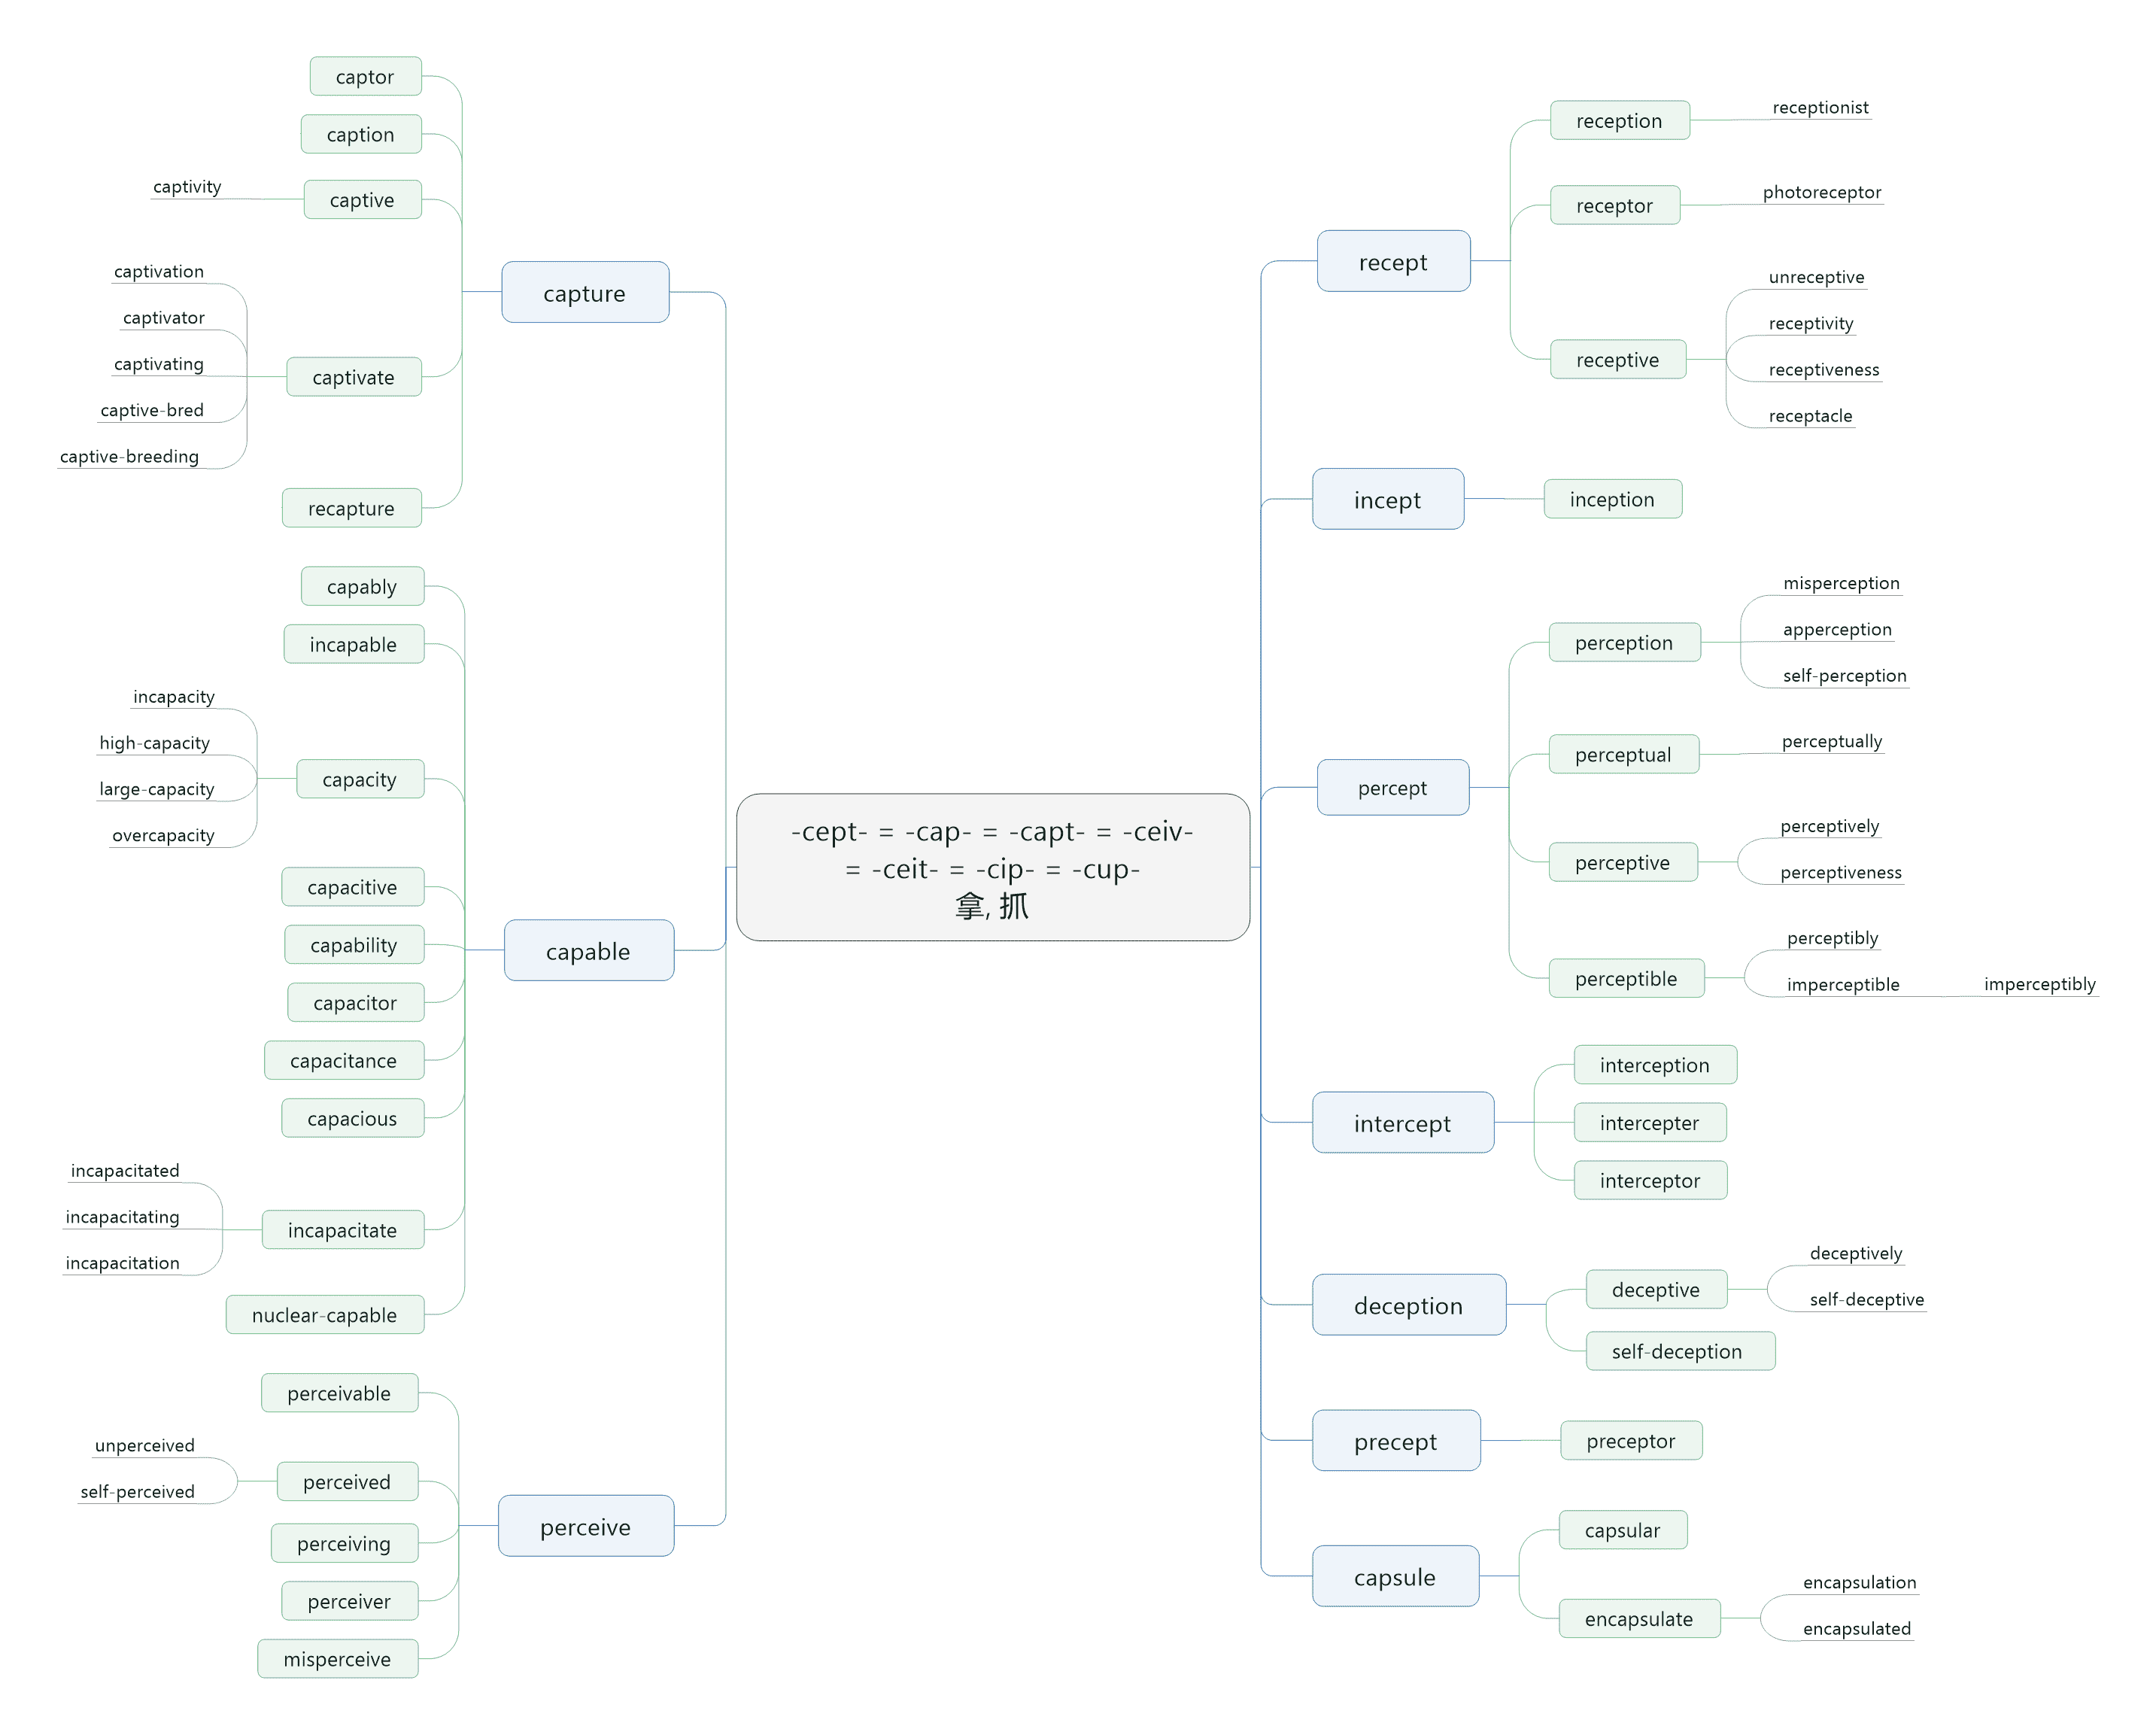 -cept- = -cap- = -capt- = -ceiv-
= -ceit- = -cip- = -cup-
拿, 抓
capture
captor
caption
captive
captivity
captivate
captivation
captivator
captivating
captive-bred
captive-breeding
recapture
capable
capably
incapable
capacity
incapacity
high-capacity
large-capacity
overcapacity
capacitive
capability
capacitor
capacitance
capacious
incapacitate
incapacitated
incapacitating
incapacitation
nuclear-capable
perceive
perceivable
perceived
unperceived
self-perceived
perceiving
perceiver
misperceive
recept
reception
receptionist
receptor
photoreceptor
receptive
unreceptive
receptivity
receptiveness
receptacle
incept
inception
percept
perception
misperception
apperception
self-perception
perceptual
perceptually
perceptive
perceptively
perceptiveness
perceptible
perceptibly
imperceptible
imperceptibly
intercept
interception
intercepter
interceptor
deception
deceptive
deceptively
self-deceptive
self-deception
precept
preceptor
capsule
capsular
encapsulate
encapsulation
encapsulated